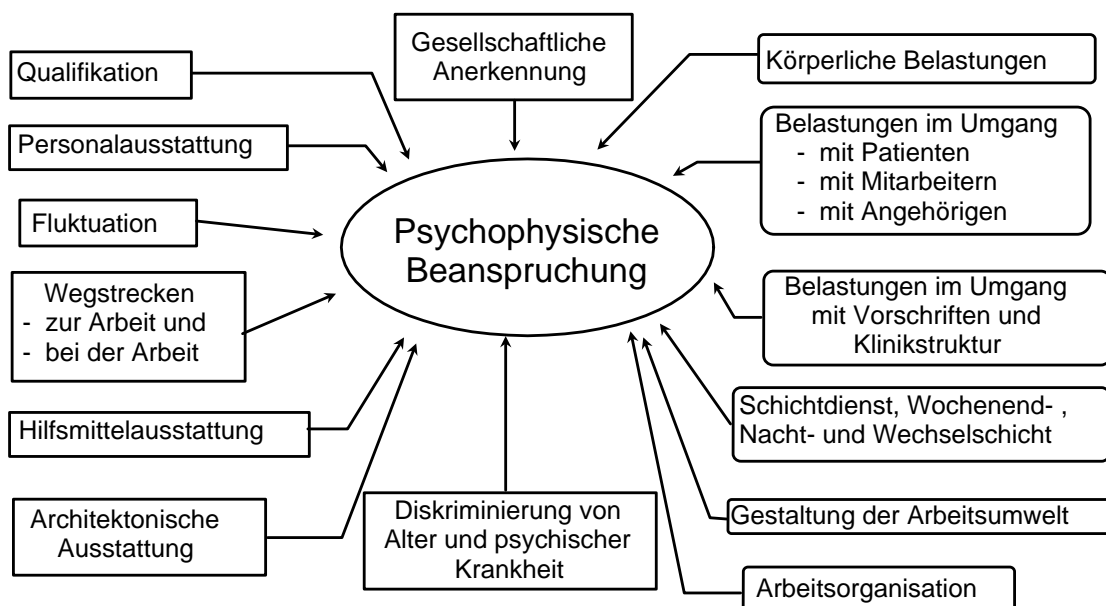 Gesellschaftliche
Anerkennung
Qualifikation
Personalausstattung
Fluktuation
Wegstrecken
- zur Arbeit und
- bei der Arbeit
Hilfsmittelausstattung
Architektonische
Ausstattung
Psychophysische
Beanspruchung
Diskriminierung von
Alter und psychischer
Krankheit
Körperliche Belastungen
Belastungen im Umgang
- mit Patienten
- mit Mitarbeitern
- mit Angehörigen
Belastungen im Umgang
mit Vorschriften und
Klinikstruktur
Schichtdienst, Wochenend- ,
Nacht- und Wechselschicht
Gestaltung der Arbeitsumwelt
Arbeitsorganisation